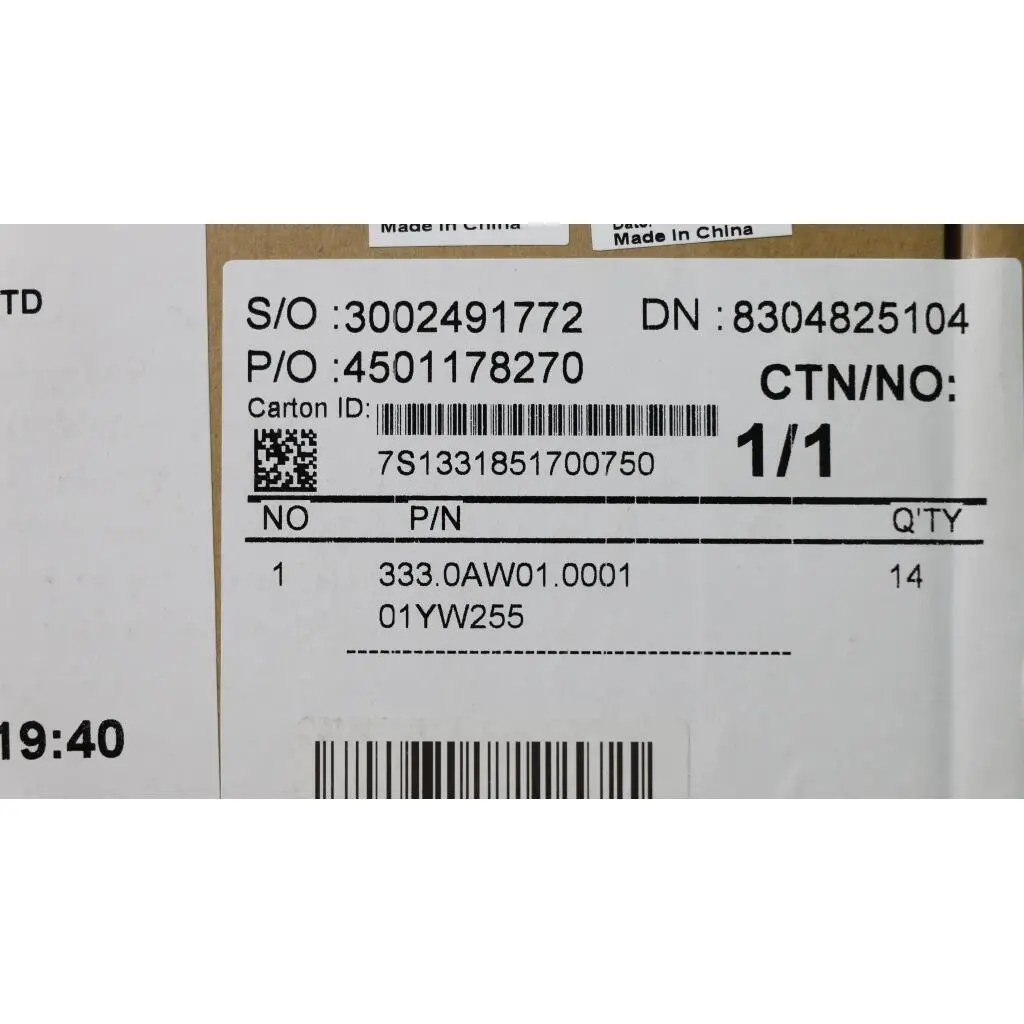 Made In China
Made In China
TD
S/O :3002491772 DN :8304825104
P/O :4501178270
CTN/NO:
Carton ID:
7S1331851700750
1/1
NO P/N Q'TY
1 333.0AW01.0001 14
01YW255
19:40